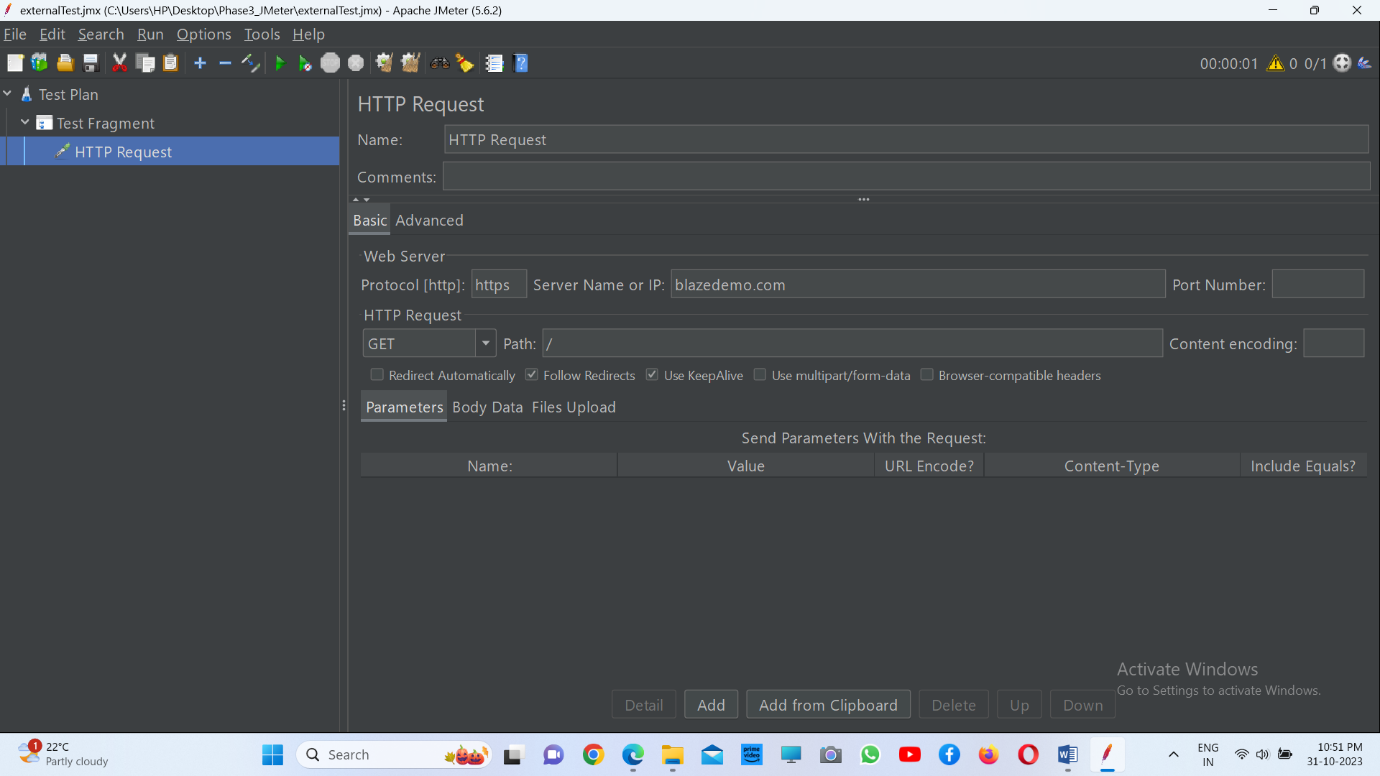 externalTest.jmx (C:\Users\HP\Desktop\Phase3_JMeter\externalTest.jmx) - Apache JMeter (5.6.2)
File Edit Search Run Options Tools Help
00:00:01 0 0/1
Test Plan
Test Fragment
HTTP Request
HTTP Request
Name: HTTP Request
Comments:
Basic Advanced
Web Server
Protocol [http]: https Server Name or IP: blazedemo.com Port Number:
HTTP Request
GET Path: / Content encoding:
Redirect Automatically Follow Redirects Use KeepAlive Use multipart/form-data Browser-compatible headers
Parameters Body Data Files Upload
Send Parameters With the Request:
Name: Value URL Encode? Content-Type Include Equals?
Activate Windows
Go to Settings to activate Windows.
Detail Add Add from Clipboard Delete Up Down
1 22°C
Partly cloudy
Search
prime video
ENG
IN
10:51 PM
31-10-2023